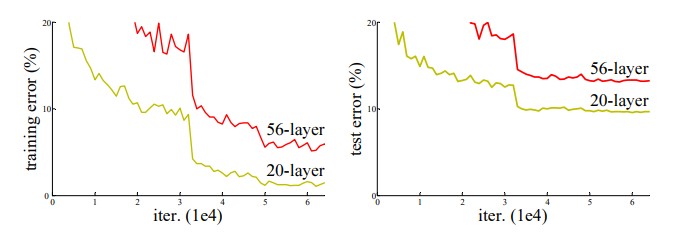 20
10
0
training error (%)
56-layer
20-layer
0 1 2 3 4 5 6
iter. (1e4)
20
10
0
test error (%)
56-layer
20-layer
0 1 2 3 4 5 6
iter. (1e4)